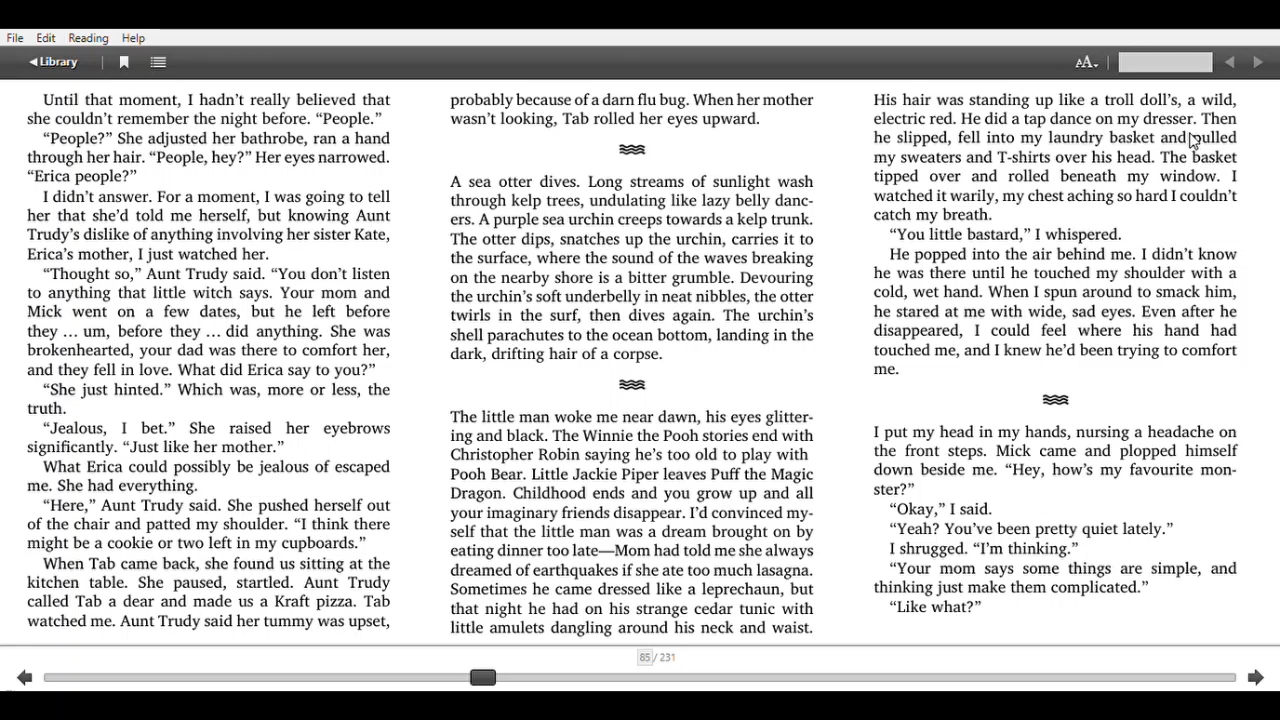 File Edit Reading Help
Library
AA
Until that moment, I hadn't really believed that
she couldn't remember the night before. "People."
"People?" She adjusted her bathrobe, ran a hand
through her hair. "People, hey?" Her eyes narrowed.
"Erica people?"
I didn't answer. For a moment, I was going to tell
her that she'd told me herself, but knowing Aunt
Trudy's dislike of anything involving her sister Kate,
Erica's mother, I just watched her.
"Thought so," Aunt Trudy said. "You don't listen
to anything that little witch says. Your mom and
Mick went on a few dates, but he left before
they … um, before they … did anything. She was
brokenhearted, your dad was there to comfort her,
and they fell in love. What did Erica say to you?"
"She just hinted." Which was, more or less, the
truth.
"Jealous, I bet." She raised her eyebrows
significantly. "Just like her mother."
What Erica could possibly be jealous of escaped
me. She had everything.
"Here," Aunt Trudy said. She pushed herself out
of the chair and patted my shoulder. "I think there
might be a cookie or two left in my cupboards."
When Tab came back, she found us sitting at the
kitchen table. She paused, startled. Aunt Trudy
called Tab a dear and made us a Kraft pizza. Tab
watched me. Aunt Trudy said her tummy was upset,
probably because of a darn flu bug. When her mother
wasn't looking, Tab rolled her eyes upward.
A sea otter dives. Long streams of sunlight wash
through kelp trees, undulating like lazy belly danc-
ers. A purple sea urchin creeps towards a kelp trunk.
The otter dips, snatches up the urchin, carries it to
the surface, where the sound of the waves breaking
on the nearby shore is a bitter grumble. Devouring
the urchin's soft underbelly in neat nibbles, the otter
twirls in the surf, then dives again. The urchin's
shell parachutes to the ocean bottom, landing in the
dark, drifting hair of a corpse.
The little man woke me near dawn, his eyes glitter-
ing and black. The Winnie the Pooh stories end with
Christopher Robin saying he's too old to play with
Pooh Bear. Little Jackie Piper leaves Puff the Magic
Dragon. Childhood ends and you grow up and all
your imaginary friends disappear. I'd convinced my-
self that the little man was a dream brought on by
eating dinner too late—Mom had told me she always
dreamed of earthquakes if she ate too much lasagna.
Sometimes he came dressed like a leprechaun, but
that night he had on his strange cedar tunic with
little amulets dangling around his neck and waist.
His hair was standing up like a troll doll's, a wild,
electric red. He did a tap dance on my dresser. Then
he slipped, fell into my laundry basket and pulled
my sweaters and T-shirts over his head. The basket
tipped over and rolled beneath my window. I
watched it warily, my chest aching so hard I couldn't
catch my breath.
"You little bastard," I whispered.
He popped into the air behind me. I didn't know
he was there until he touched my shoulder with a
cold, wet hand. When I spun around to smack him,
he stared at me with wide, sad eyes. Even after he
disappeared, I could feel where his hand had
touched me, and I knew he'd been trying to comfort
me.
I put my head in my hands, nursing a headache on
the front steps. Mick came and plopped himself
down beside me. "Hey, how's my favourite mon-
ster?"
"Okay," I said.
"Yeah? You've been pretty quiet lately."
I shrugged. "I'm thinking."
"Your mom says some things are simple, and
thinking just make them complicated."
"Like what?"
85/ 231